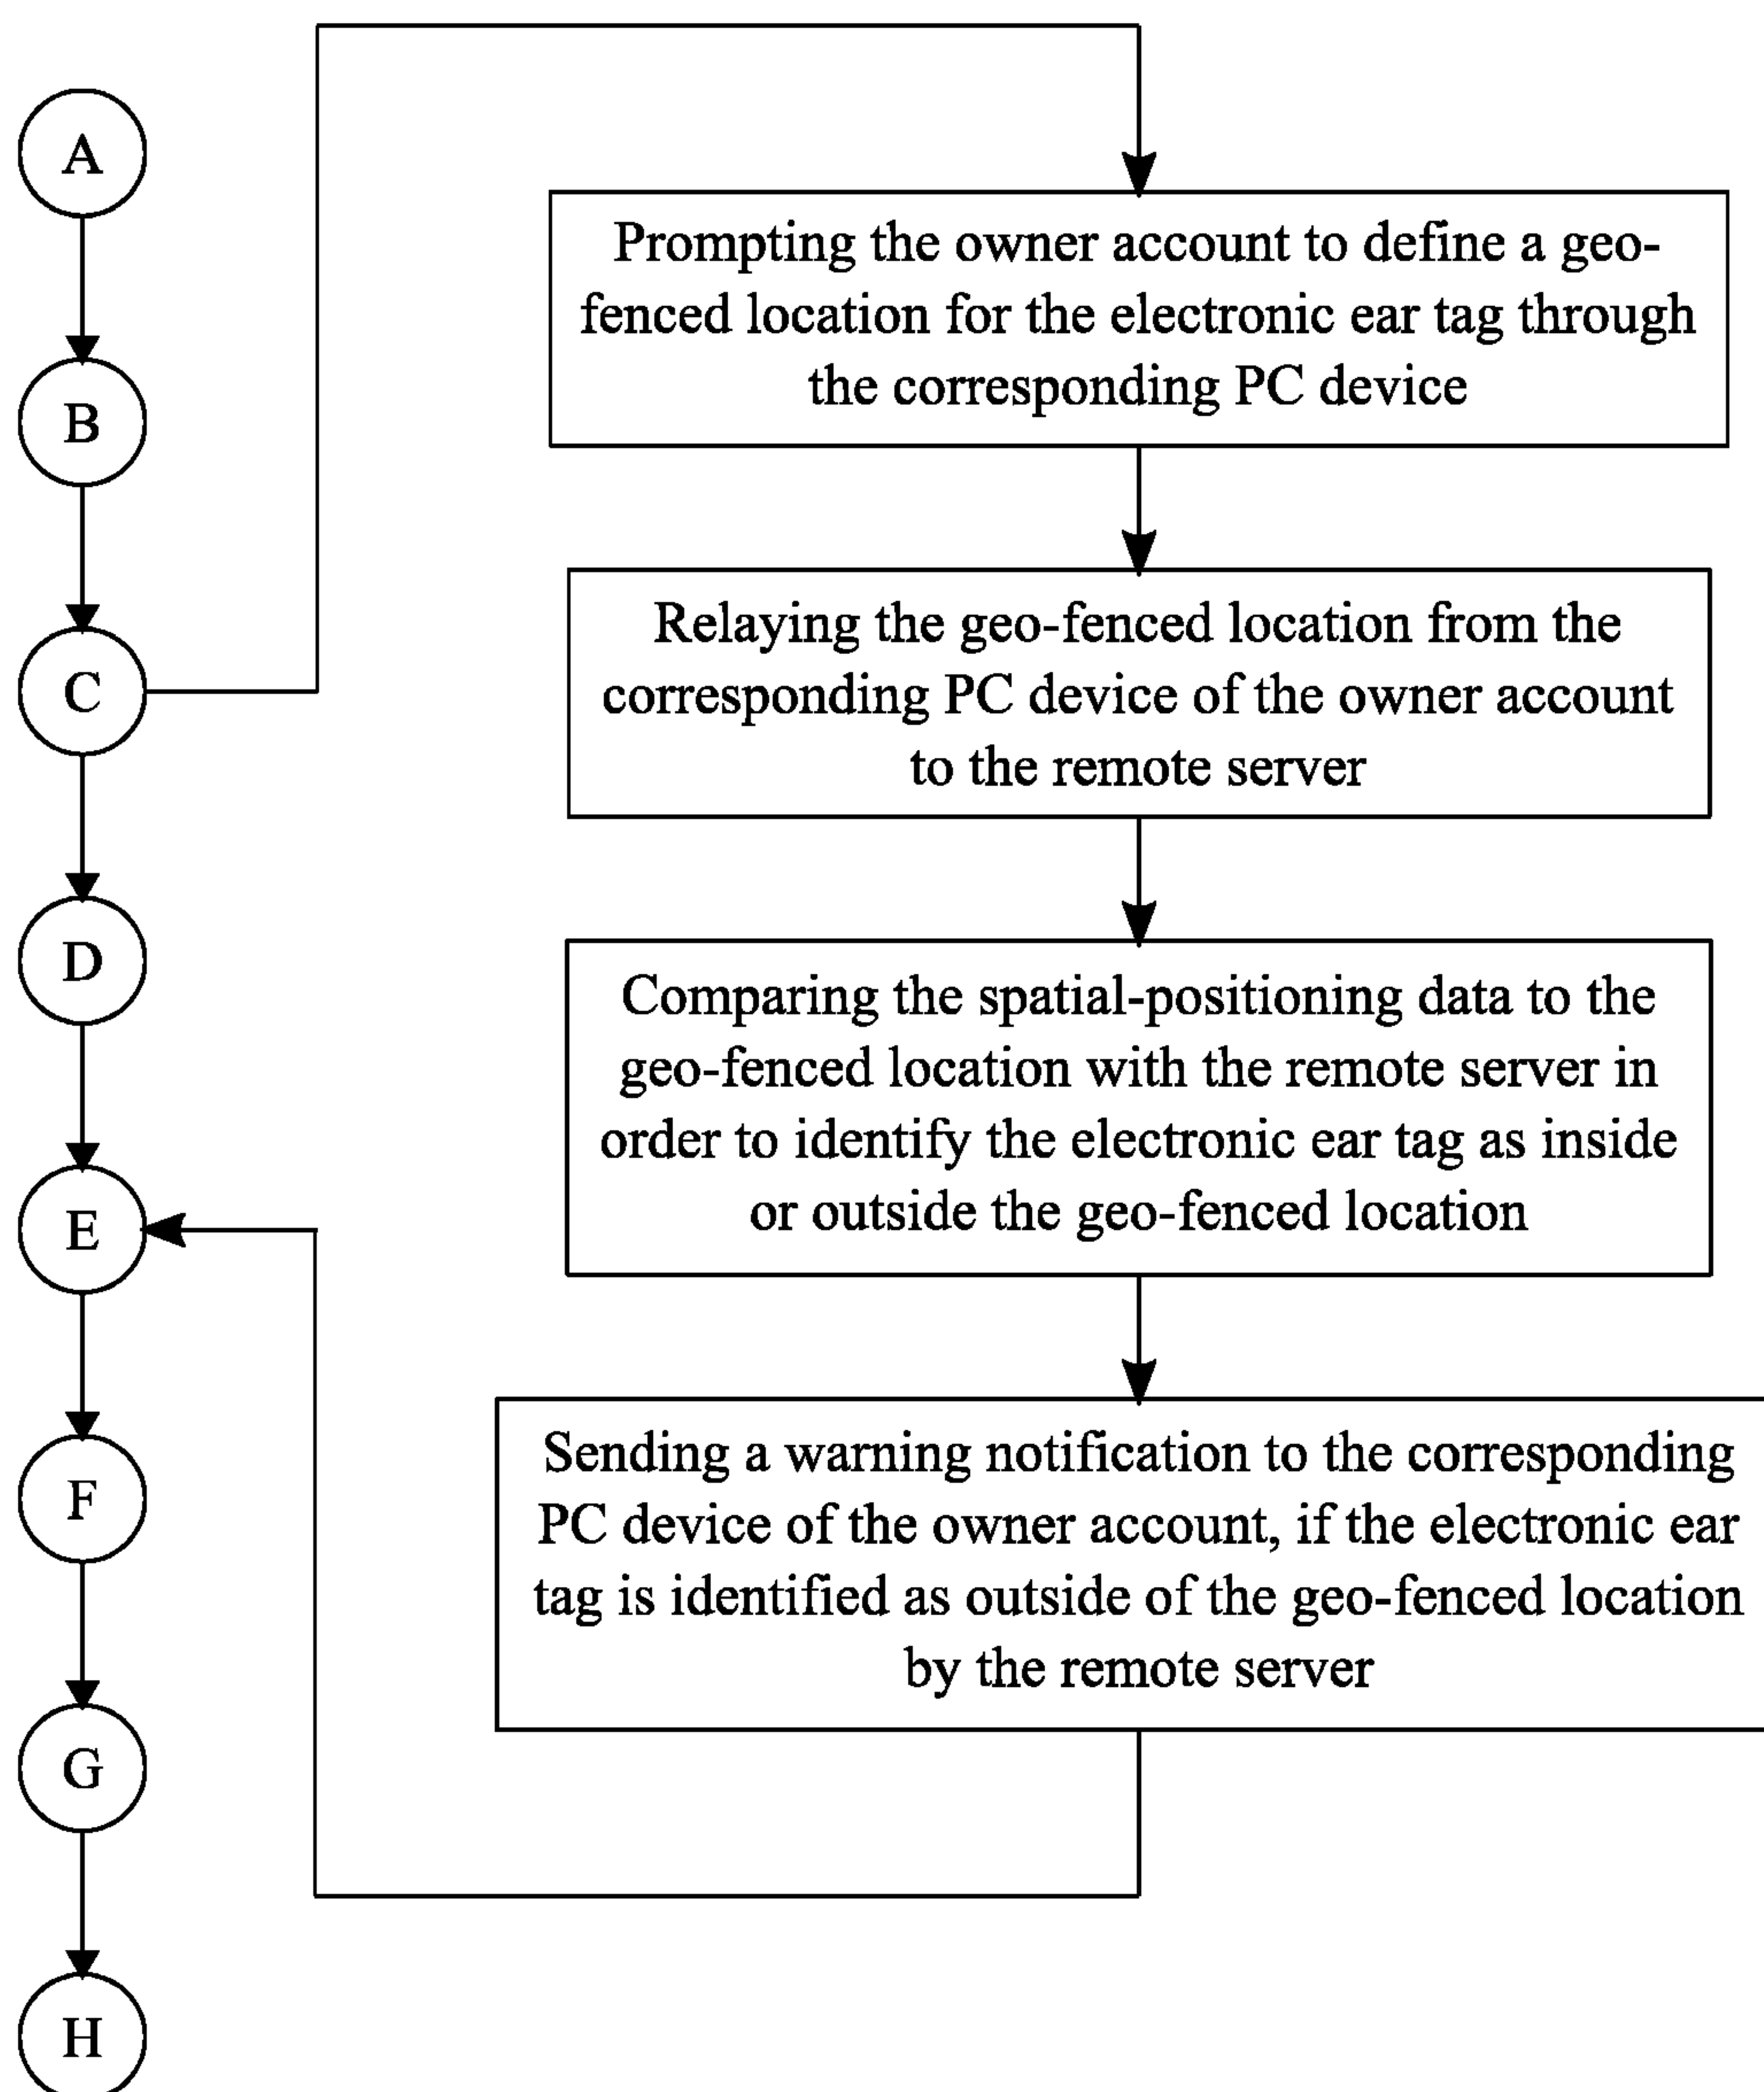 A
B
C
D
E
F
G
H
Prompting the owner account to define a geo-
fenced location for the electronic ear tag through
the corresponding PC device
Relaying the geo-fenced location from the
corresponding PC device of the owner account
to the remote server
Comparing the spatial-positioning data to the
geo-fenced location with the remote server in
order to identify the electronic ear tag as inside
or outside the geo-fenced location
Sending a warning notification to the corresponding
PC device of the owner account, if the electronic ear
tag is identified as outside of the geo-fenced location
by the remote server